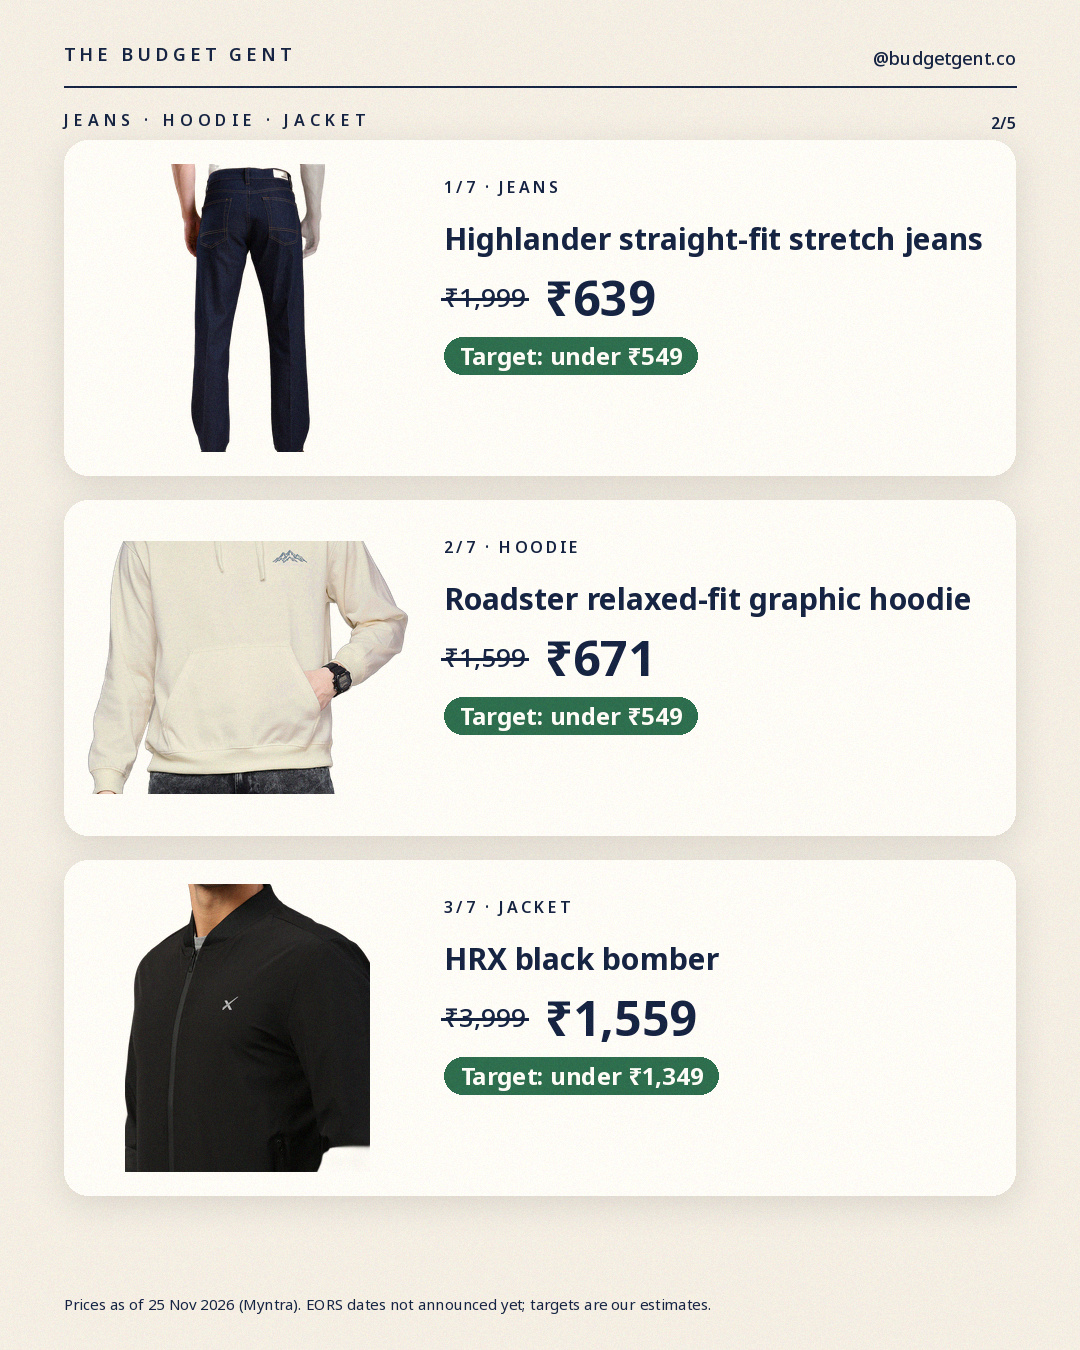 THE BUDGET GENT
@budgetgent.co
JEANS · HOODIE · JACKET
2/5
1/7 · JEANS
Highlander straight-fit stretch jeans
₹1,999 ₹639
Target: under ₹549
2/7 · HOODIE
Roadster relaxed-fit graphic hoodie
₹1,599 ₹671
Target: under ₹549
3/7 · JACKET
HRX black bomber
₹3,999 ₹1,559
Target: under ₹1,349
Prices as of 25 Nov 2026 (Myntra). EORS dates not announced yet; targets are our estimates.